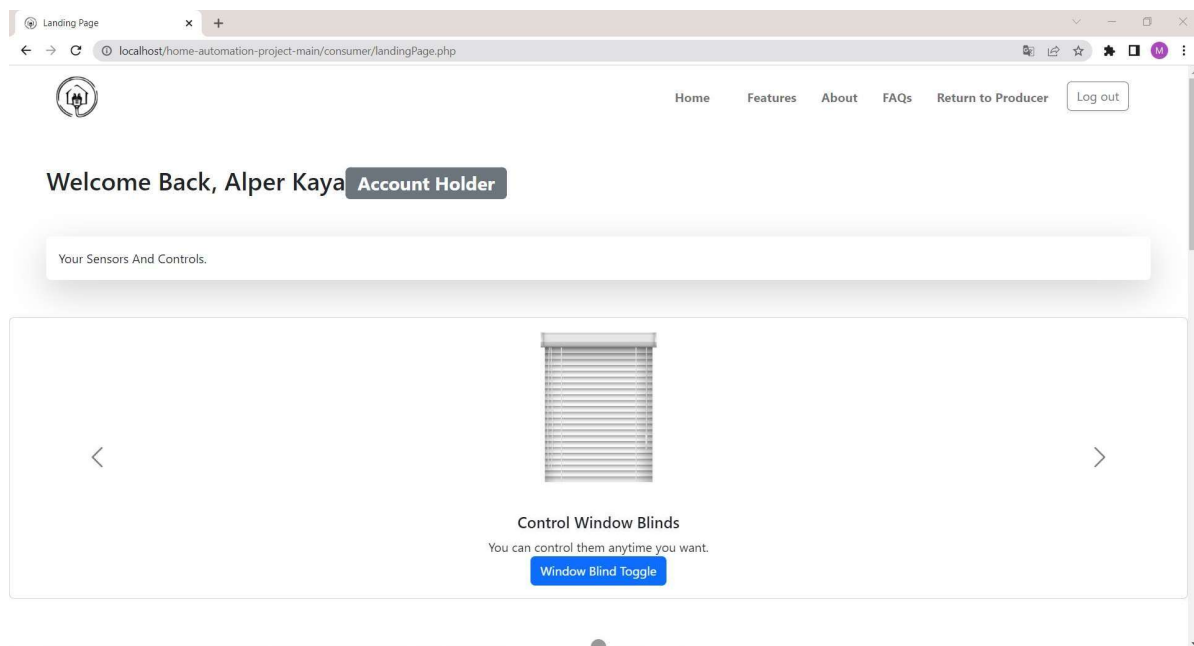 Landing Page
localhost/home-automation-project-main/consumer/landingPage.php
M
Home Features About FAQs Return to Producer Log out
Welcome Back, Alper Kaya Account Holder
Your Sensors And Controls.
Control Window Blinds
You can control them anytime you want.
Window Blind Toggle